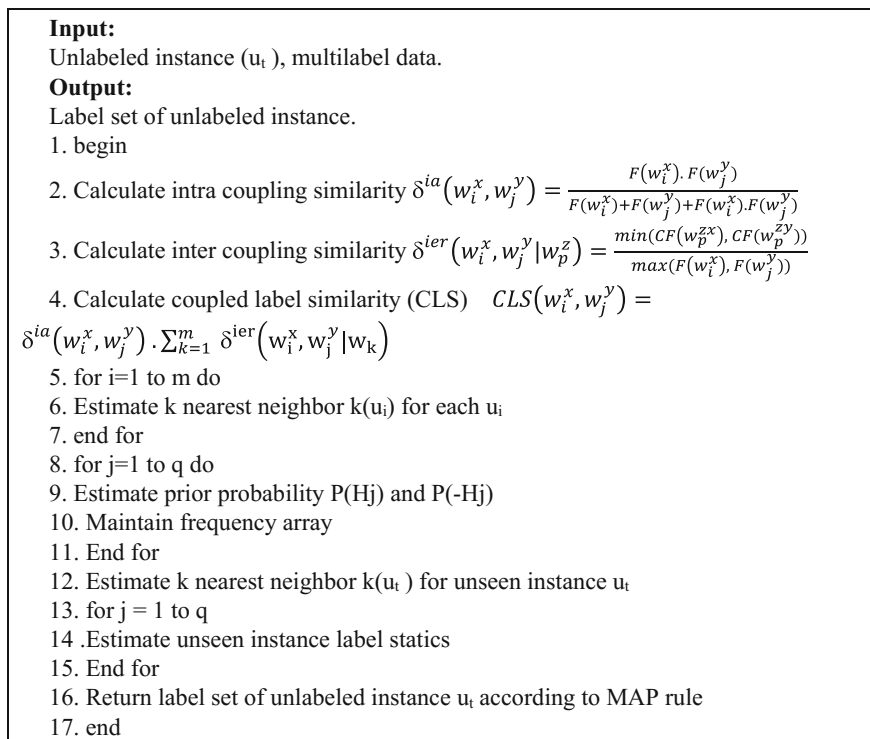 Input:
Unlabeled instance (uₜ ), multilabel data.
Output:
Label set of unlabeled instance.
1. begin
2. Calculate intra coupling similarity δ^{ia}(w_i^x, w_j^y) = \frac{F(w_i^x). F(w_j^y)}{F(w_i^x)+F(w_j^y)+F(w_i^x).F(w_j^y)}
3. Calculate inter coupling similarity δ^{ier}(w_i^x, w_j^y|w_p^z) = \frac{min(CF(w_p^{zx}), CF(w_p^{zy}))}{max(F(w_i^x), F(w_j^y))}
4. Calculate coupled label similarity (CLS) CLS(w_i^x, w_j^y) =
δ^{ia}(w_i^x, w_j^y) . ∑_{k=1}^{m} δ^{ier}(w_i^x, w_j^y|w_k)
5. for i=1 to m do
6. Estimate k nearest neighbor k(uᵢ) for each uᵢ
7. end for
8. for j=1 to q do
9. Estimate prior probability P(Hj) and P(-Hj)
10. Maintain frequency array
11. End for
12. Estimate k nearest neighbor k(uₜ ) for unseen instance uₜ
13. for j = 1 to q
14 .Estimate unseen instance label statics
15. End for
16. Return label set of unlabeled instance uₜ according to MAP rule
17. end